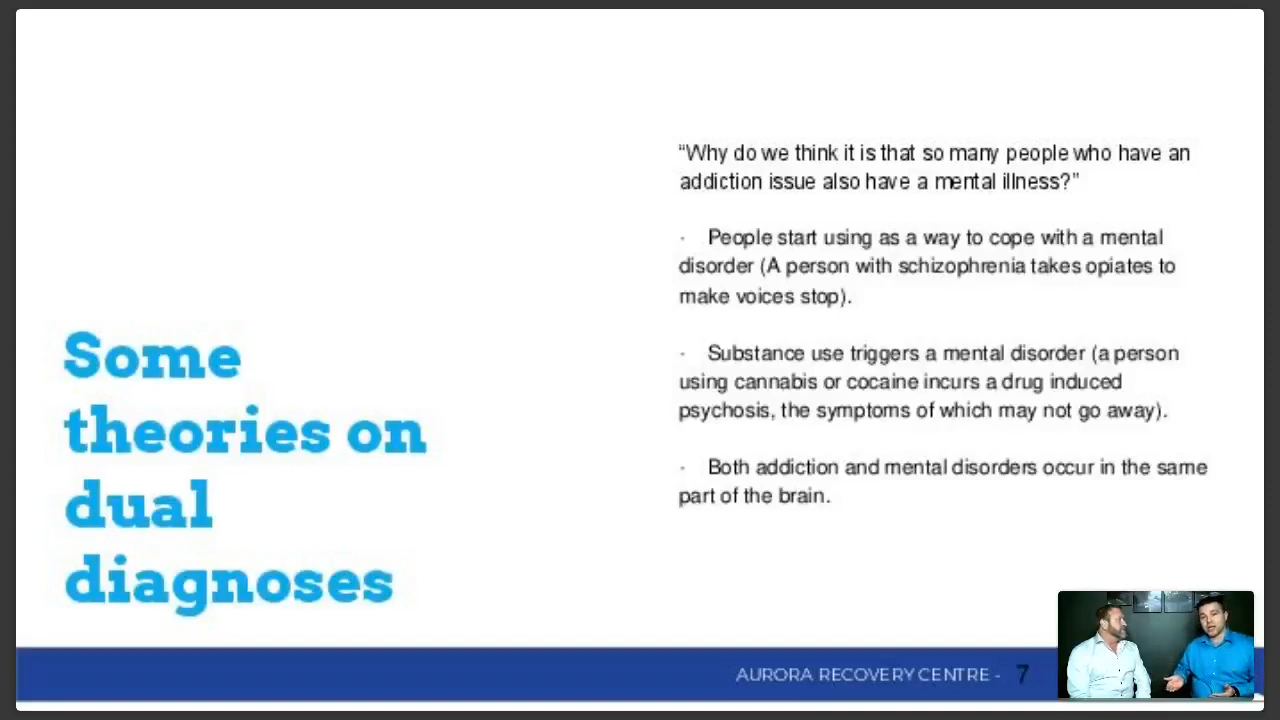 “Why do we think it is that so many people who have an
addiction issue also have a mental illness?”
· People start using as a way to cope with a mental
disorder (A person with schizophrenia takes opiates to
make voices stop).
· Substance use triggers a mental disorder (a person
using cannabis or cocaine incurs a drug induced
psychosis, the symptoms of which may not go away).
· Both addiction and mental disorders occur in the same
part of the brain.
Some
theories on
dual
diagnoses
AURORA RECOVERY CENTRE - 7